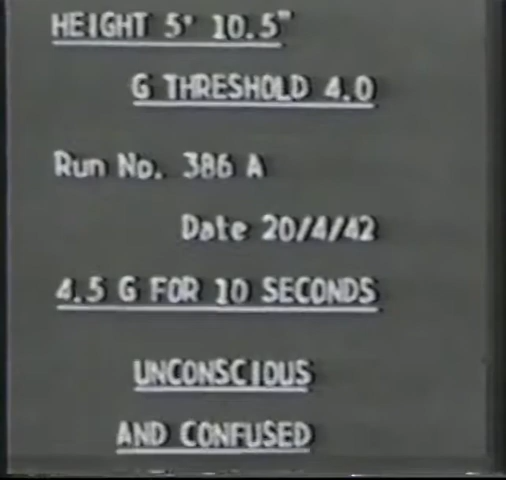 HEIGHT 5' 10.5"
G THRESHOLD 4.0
Run No. 386 A
Date 20/4/42
4.5 G FOR 10 SECONDS
UNCONSCIOUS
AND CONFUSED